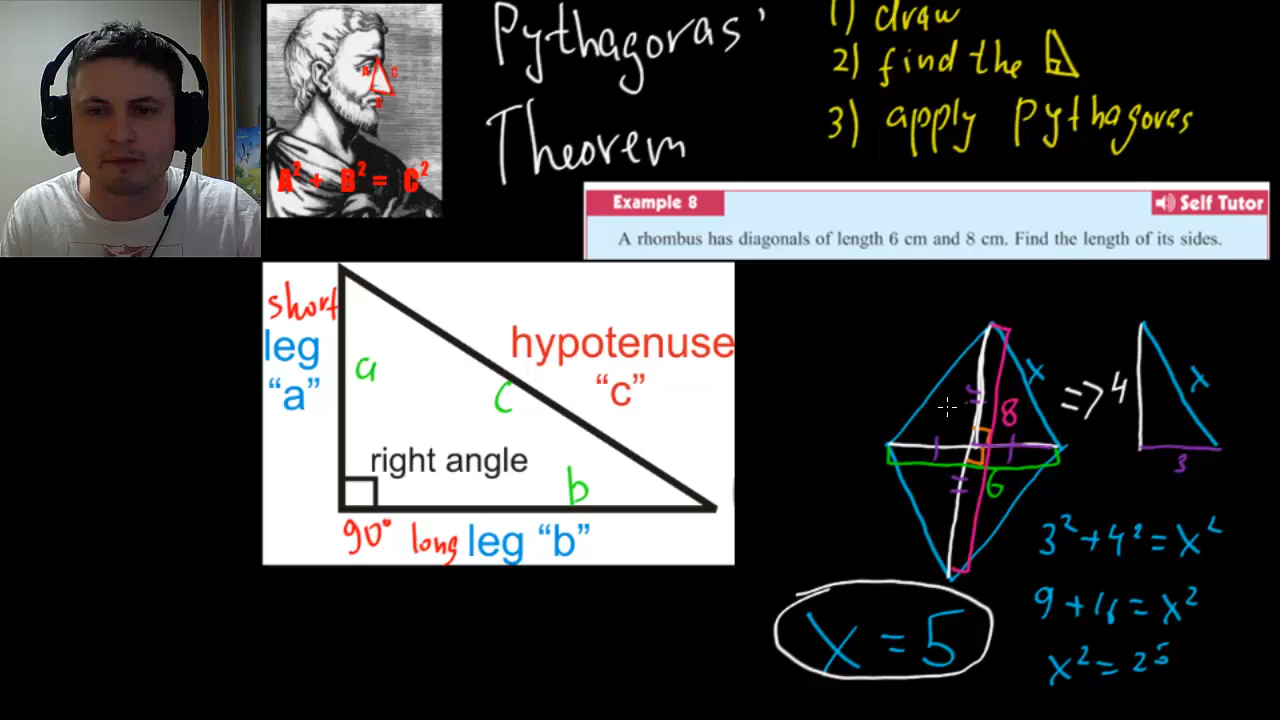 Pythagoras'
Theorem
1) draw
2) find the
3) apply pythagores
A
C
B
A² + B² = C²
Example 8
Self Tutor
A rhombus has diagonals of length 6 cm and 8 cm. Find the length of its sides.
short
leg
"a"
a
hypotenuse
"c"
c
right angle
b
90° long leg "b"
x
8
6
=> 4
x
3
3² + 4² = x²
9 + 16 = x²
x² = 25
x = 5